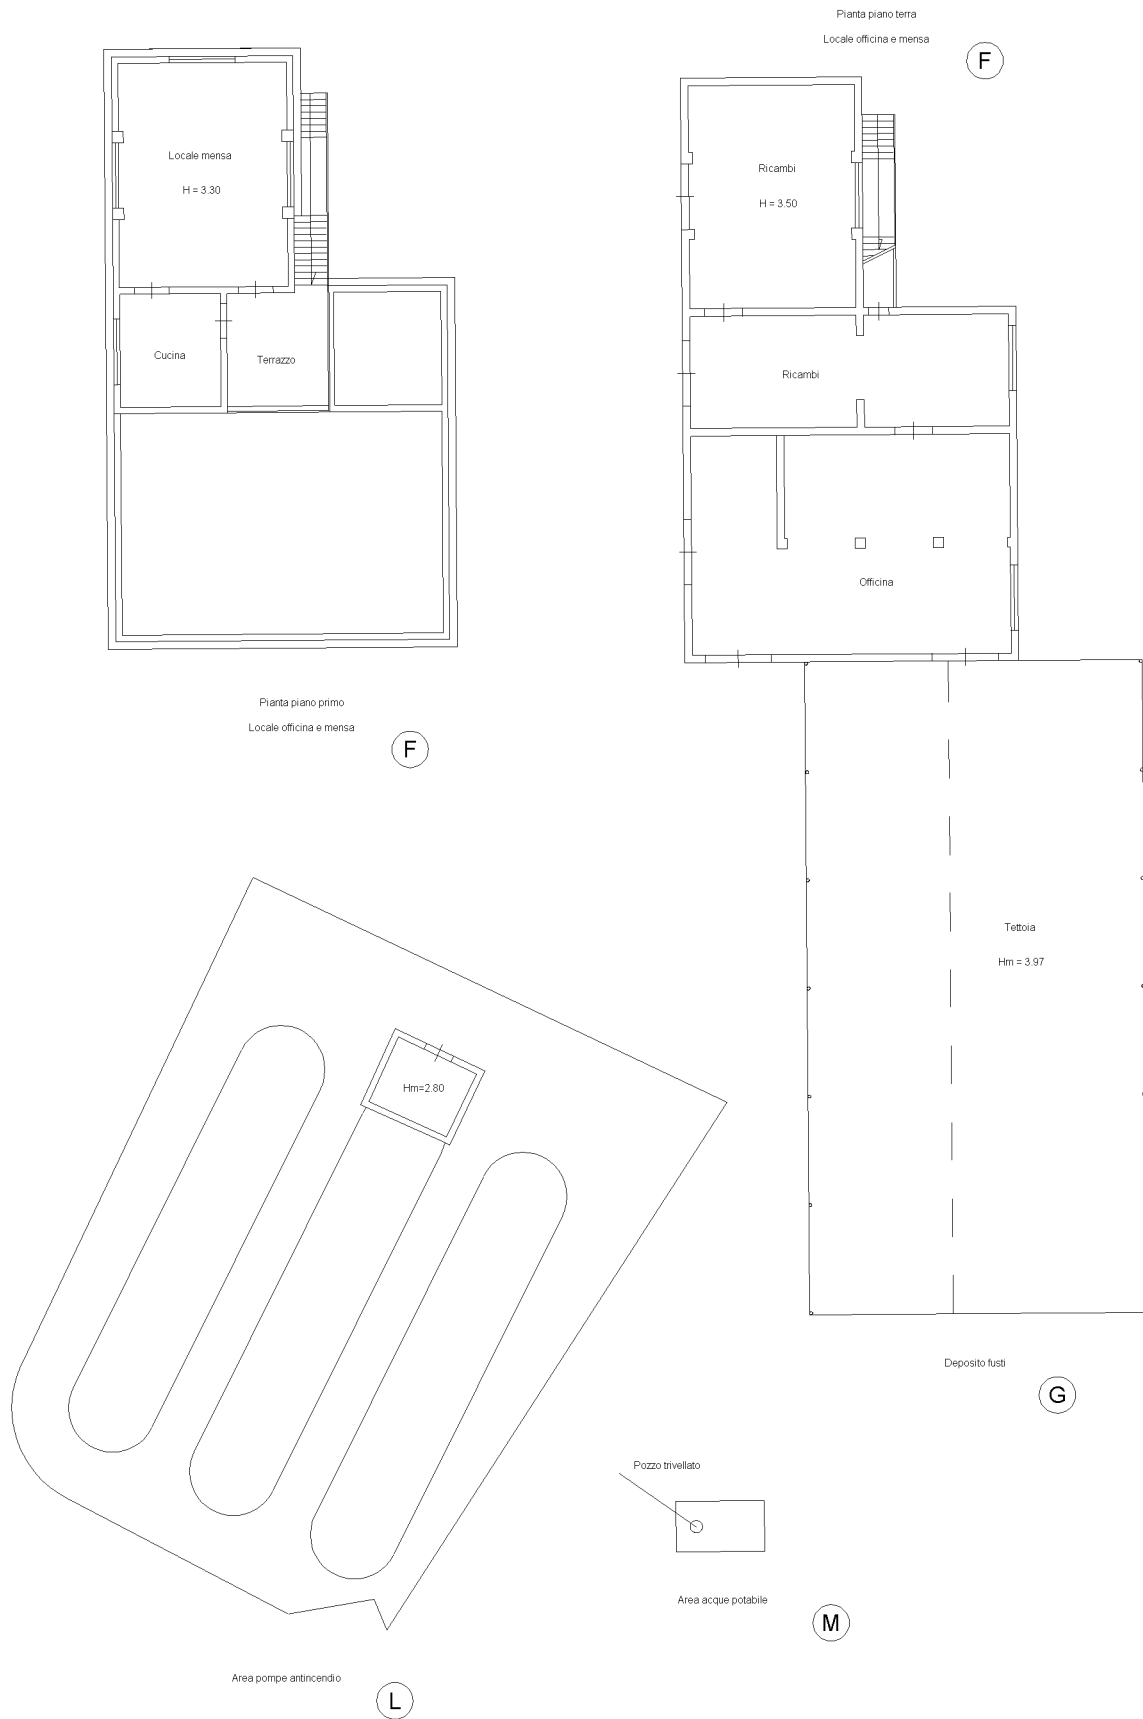 Pianta piano terra
Locale officina e mensa
F
Locale mensa
H = 3.30
Cucina
Terrazzo
Pianta piano primo
Locale officina e mensa
F
Ricambi
H = 3.50
Ricambi
Officina
Tettoia
Hm = 3.97
Deposito fusti
G
Hm=2.80
Area pompe antincendio
L
Pozzo trivellato
Area acque potabile
M